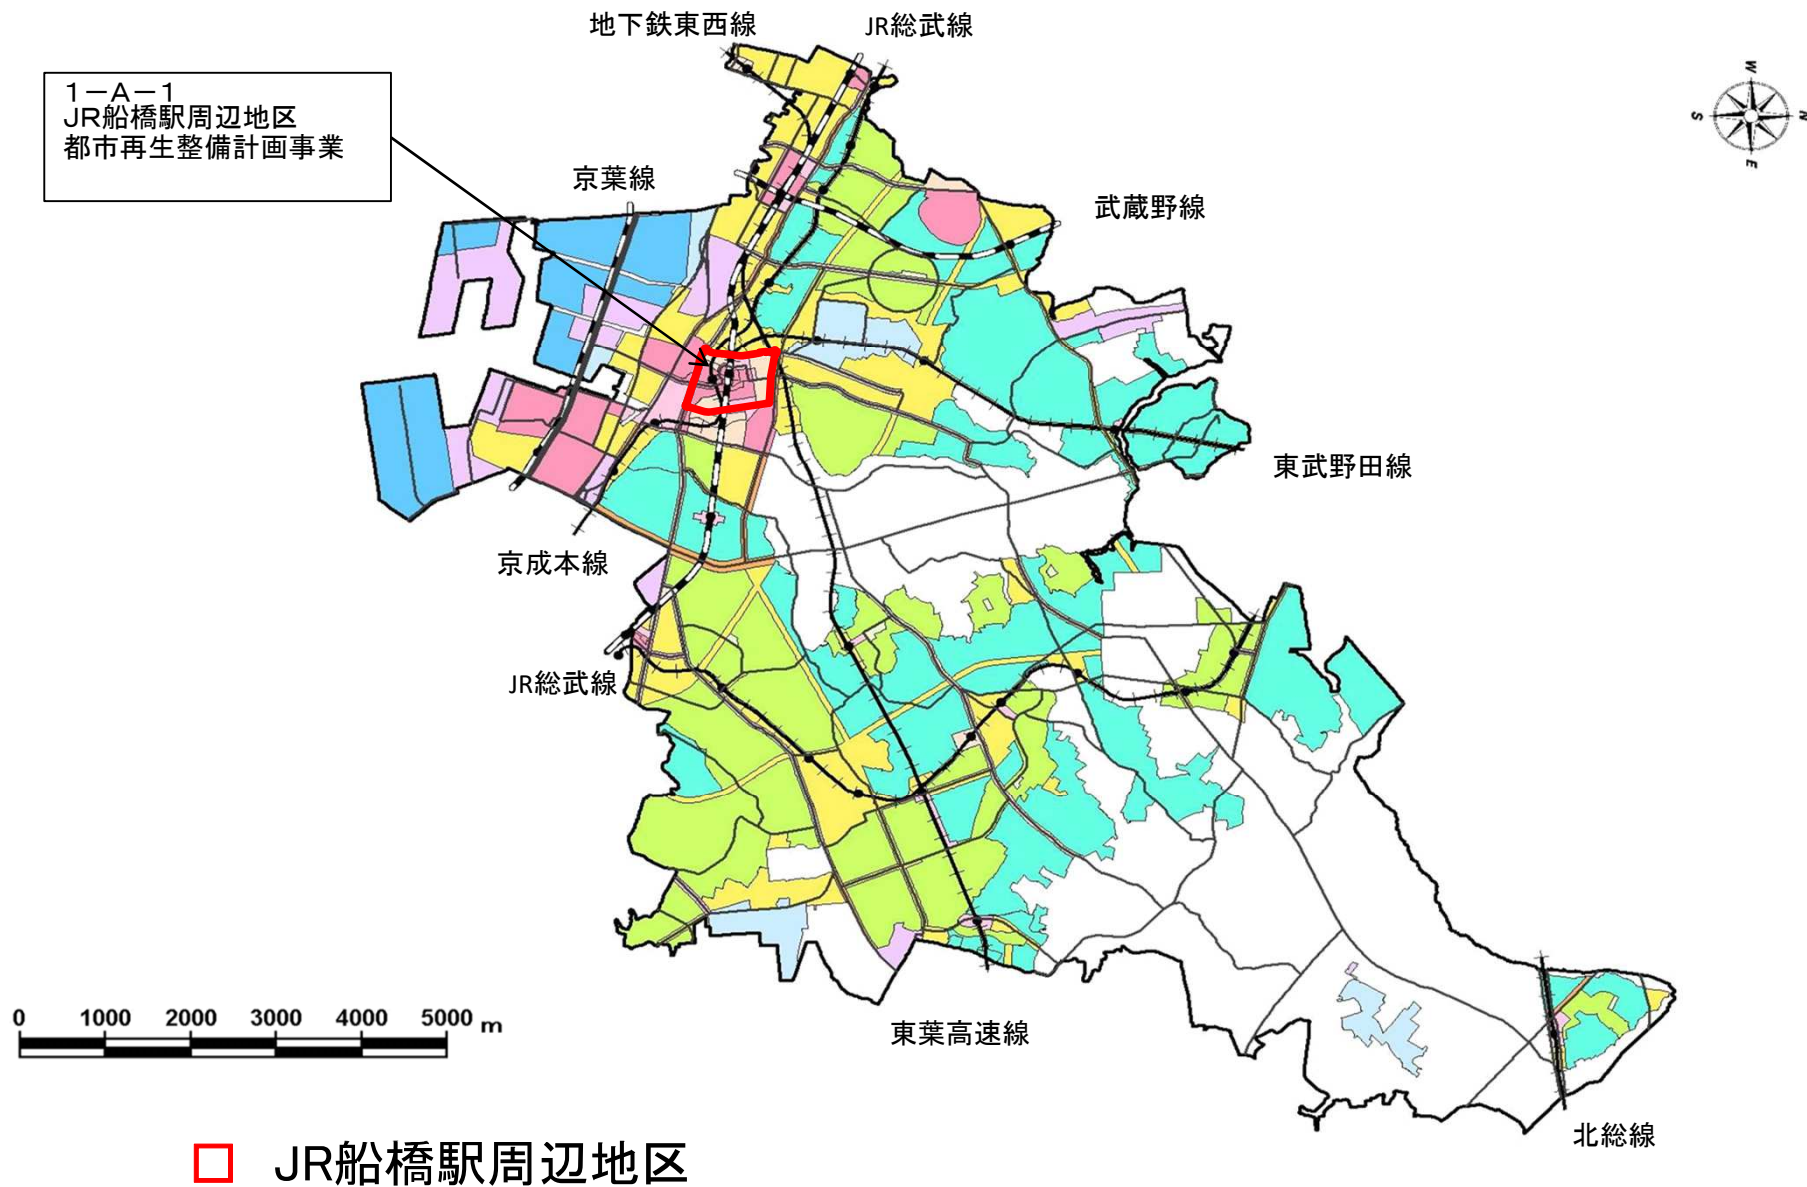 地下鉄東西線
JR総武線
1-A-1
JR船橋駅周辺地区
都市再生整備計画事業
W
S
N
E
京葉線
武蔵野線
東武野田線
京成本線
JR総武線
東葉高速線
北総線
0 1000 2000 3000 4000 5000 m
JR船橋駅周辺地区